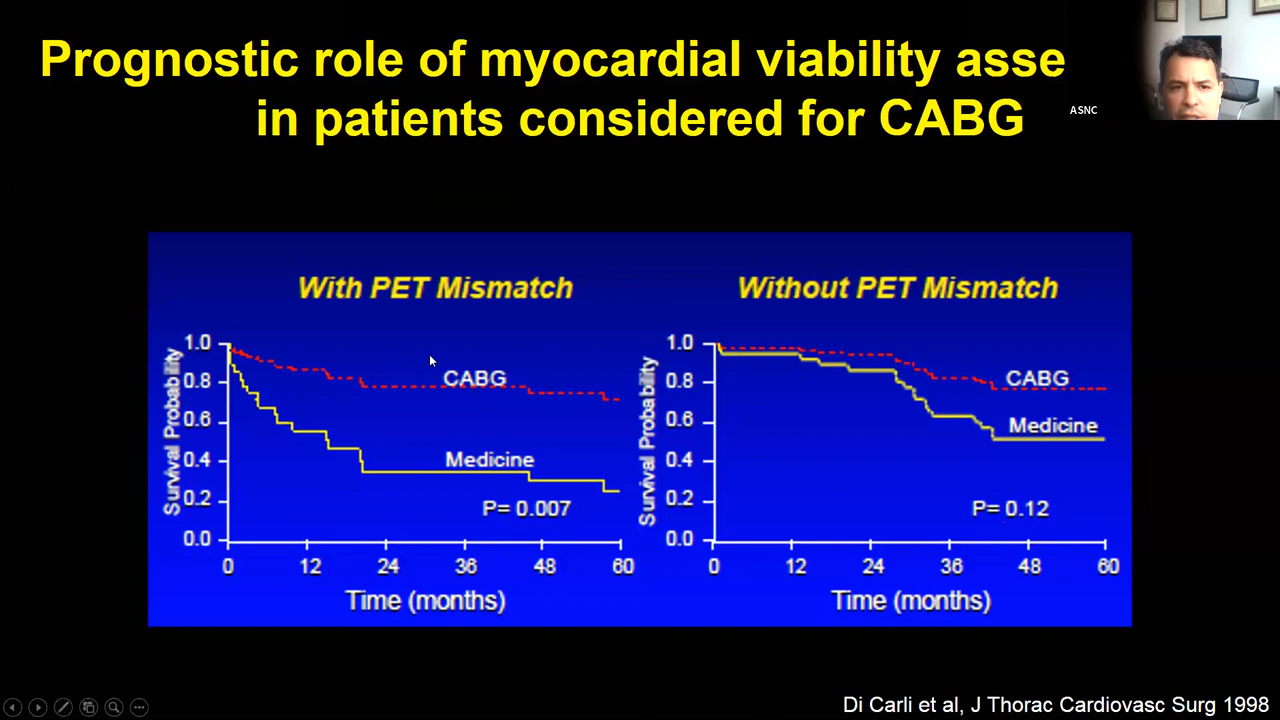 Prognostic role of myocardial viability asse
in patients considered for CABG
ASNC
With PET Mismatch
Survival Probability
1.0
0.8
0.6
0.4
0.2
0.0
CABG
Medicine
P= 0.007
0 12 24 36 48 60
Time (months)
Without PET Mismatch
Survival Probability
1.0
0.8
0.6
0.4
0.2
0.0
CABG
Medicine
P= 0.12
0 12 24 36 48 60
Time (months)
Di Carli et al, J Thorac Cardiovasc Surg 1998